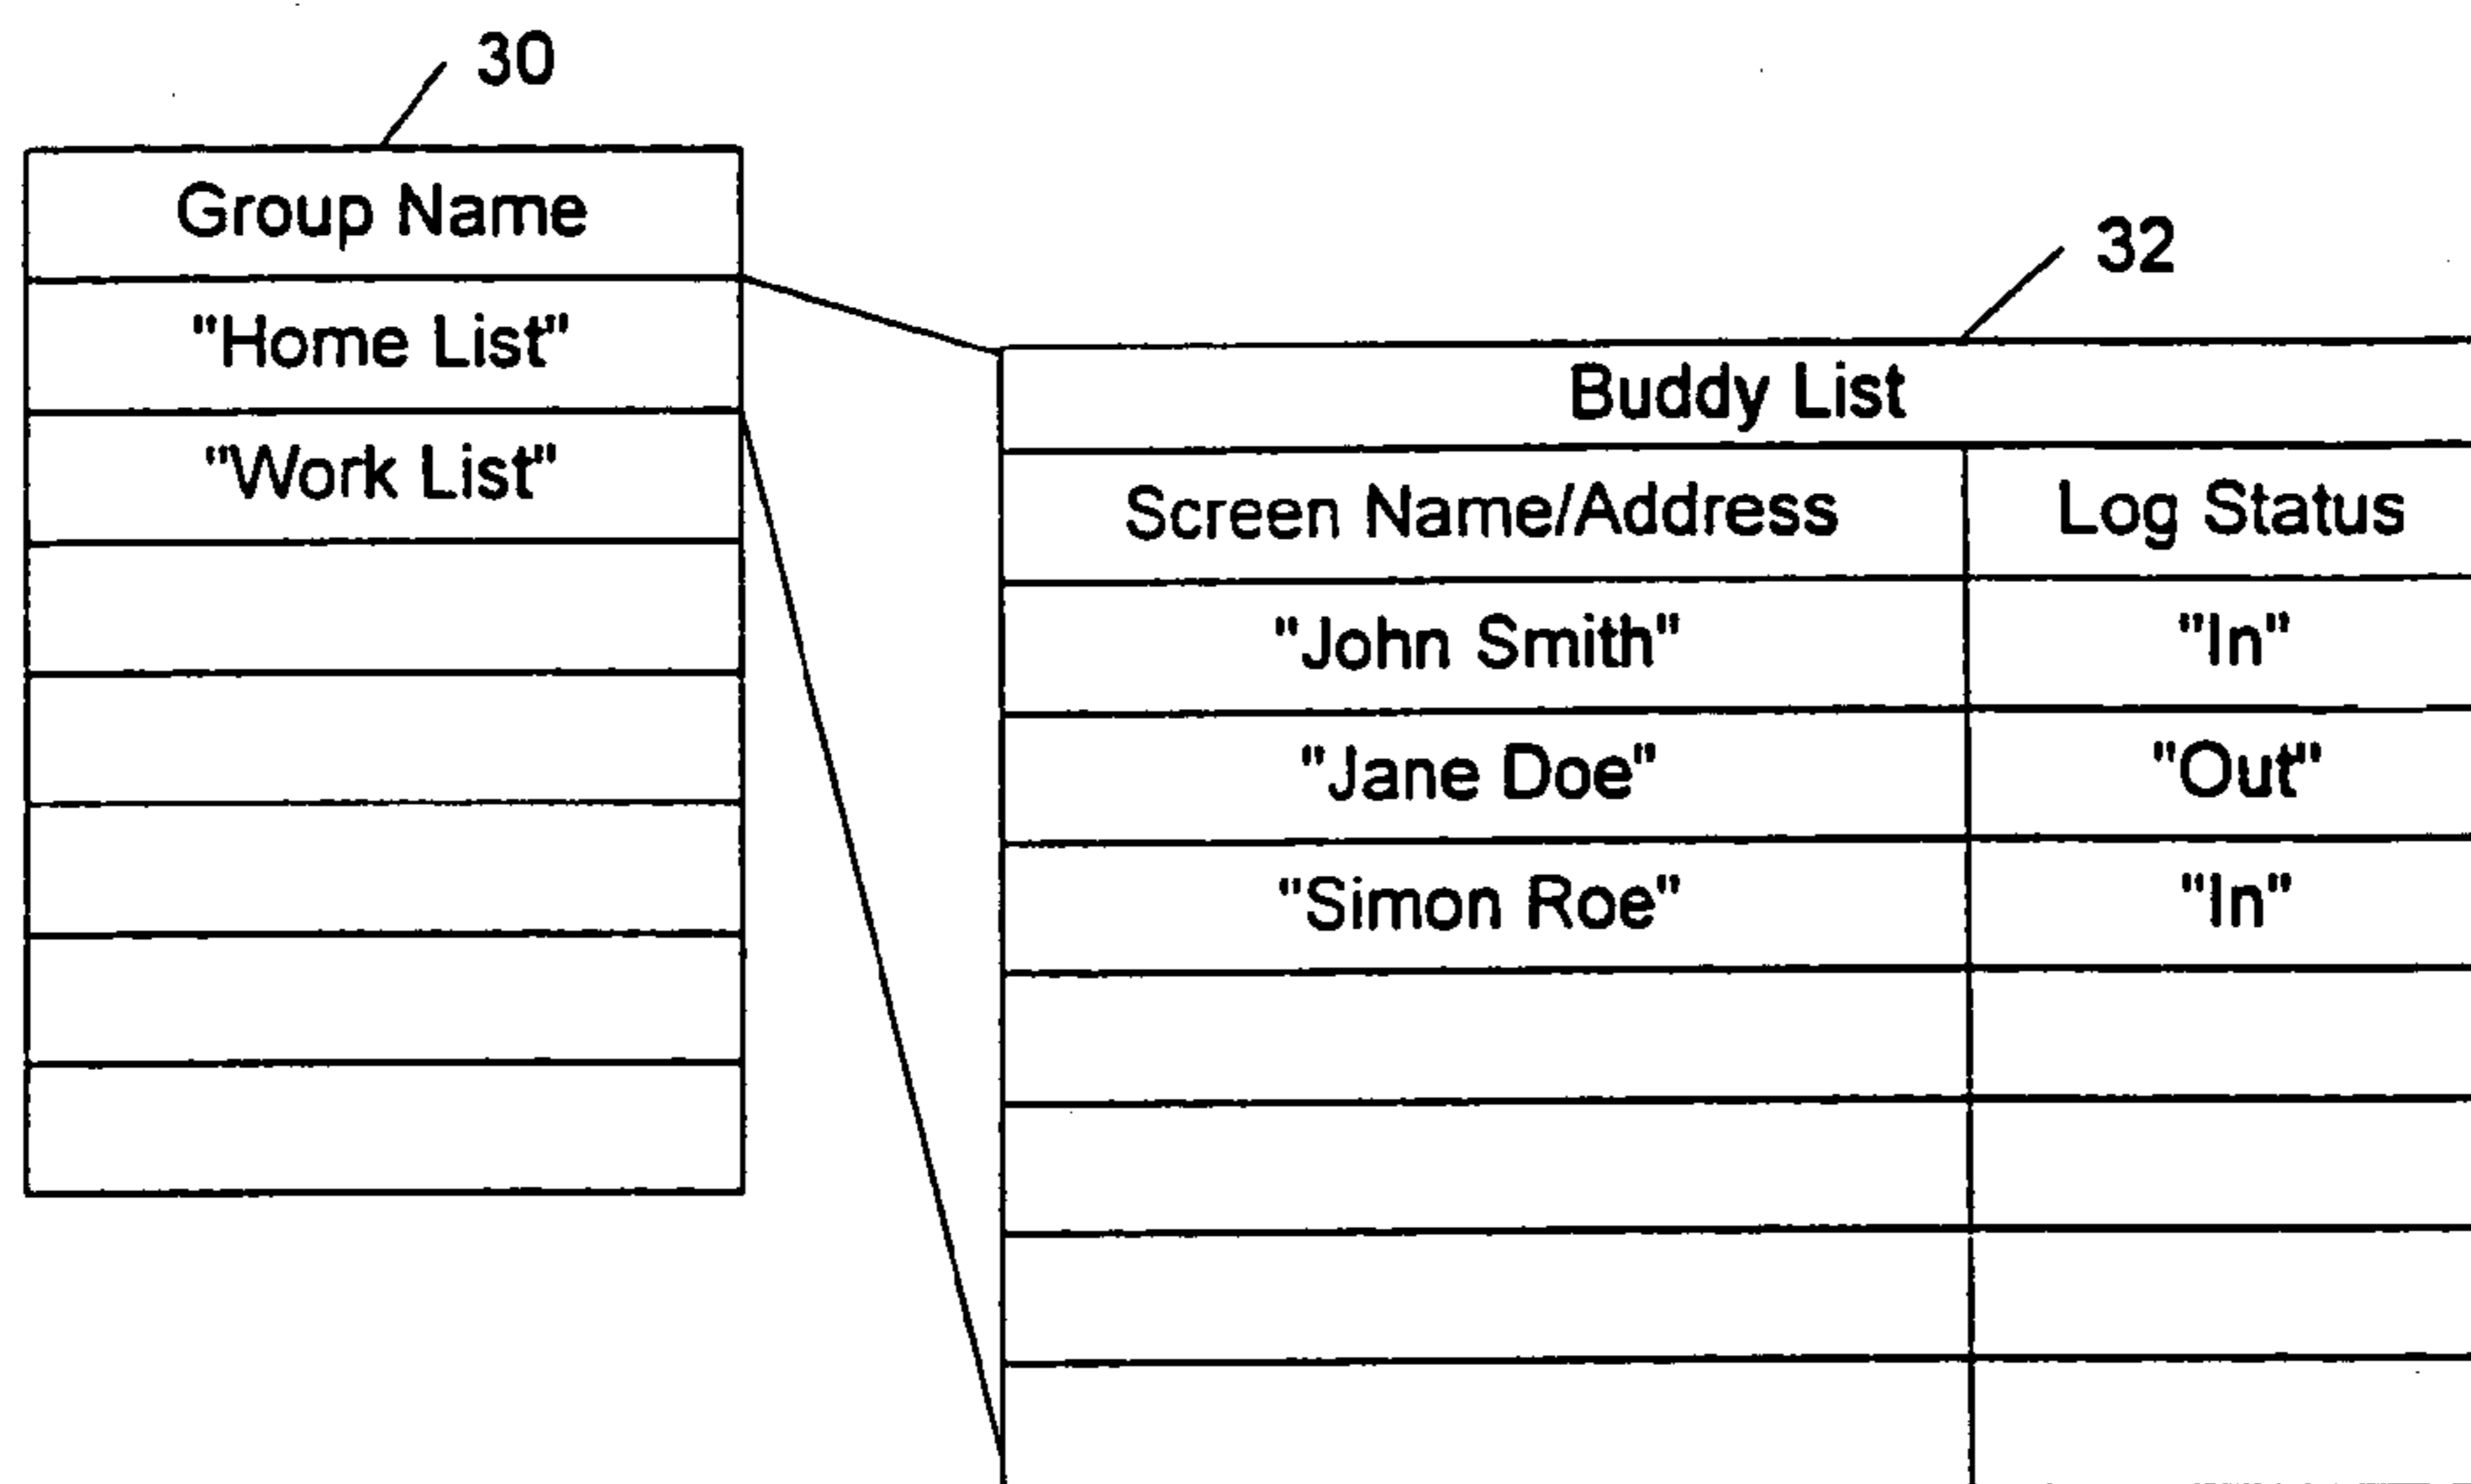 30
Group Name
"Home List"
"Work List"
32
Buddy List
Screen Name/Address Log Status
"John Smith" "In"
"Jane Doe" "Out"
"Simon Roe" "In"